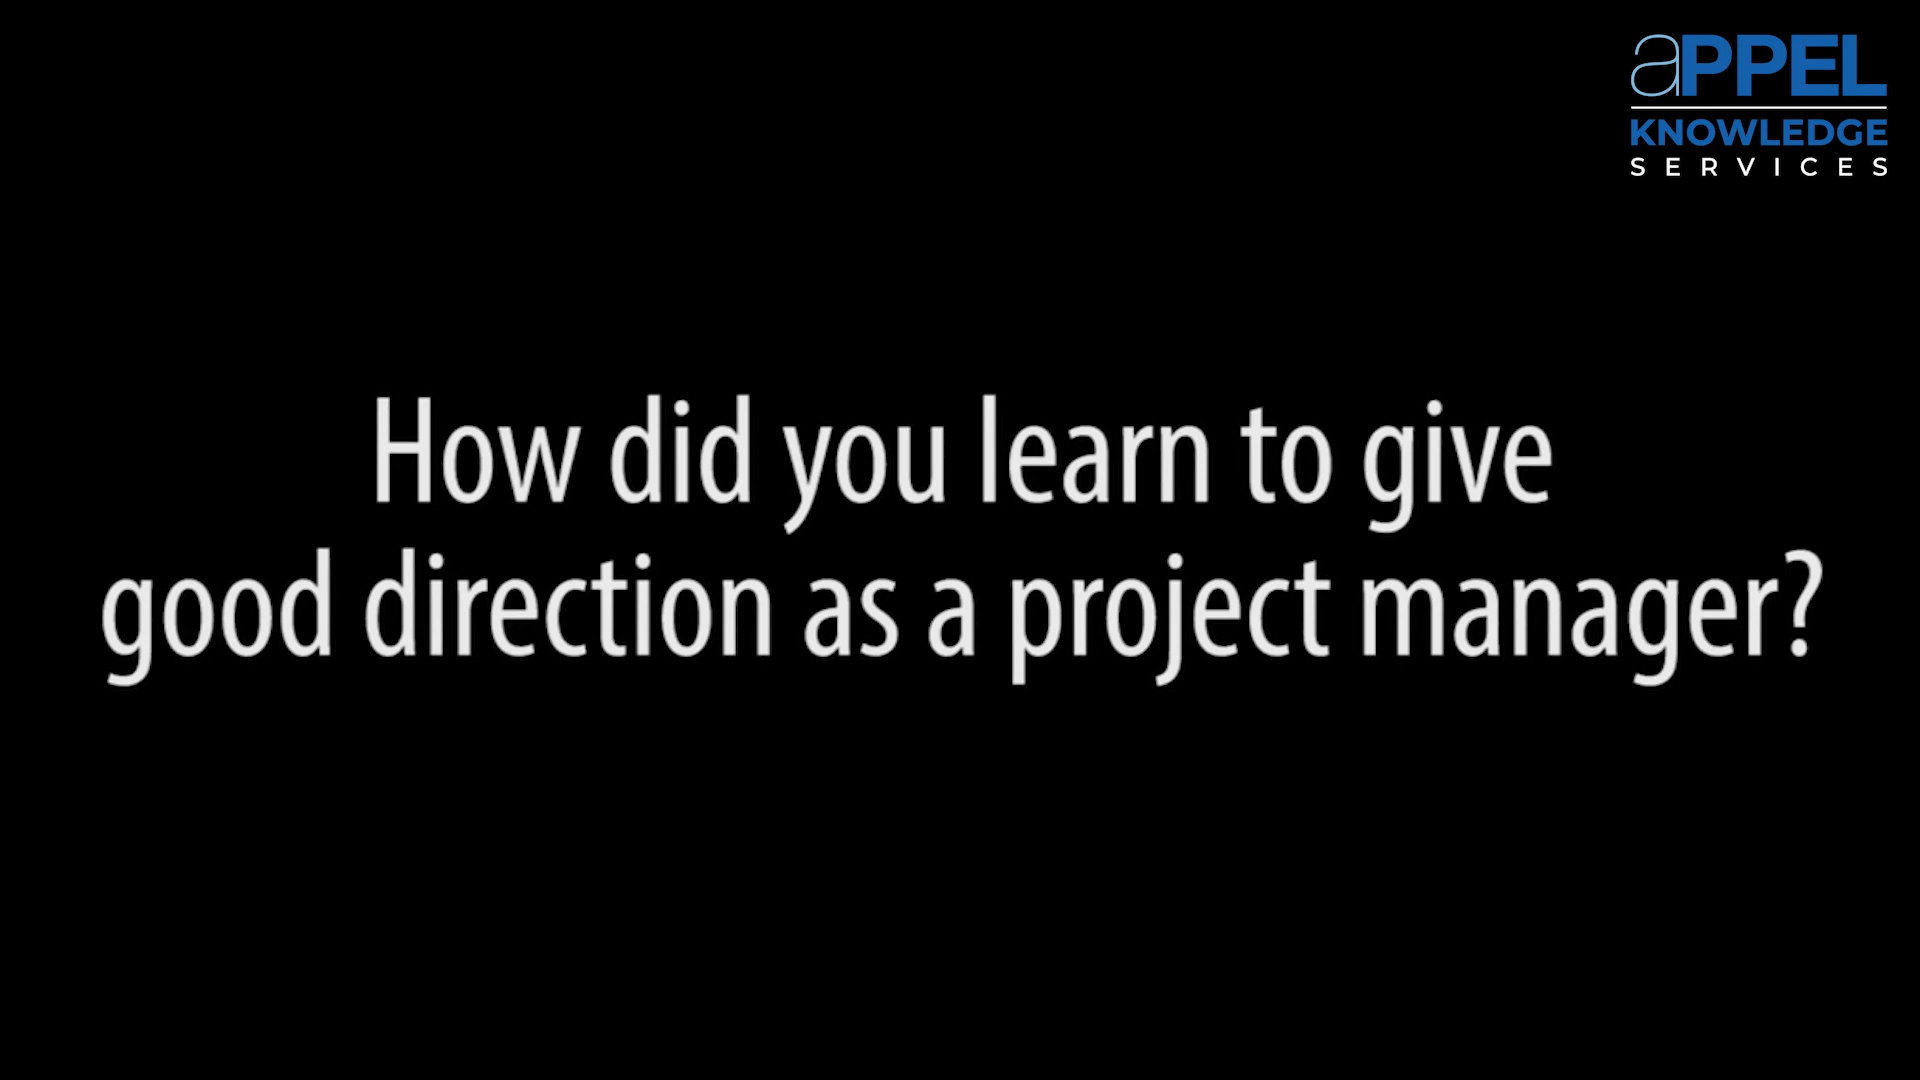 aPPEL
KNOWLEDGE
SERVICES
How did you learn to give
good direction as a project manager?